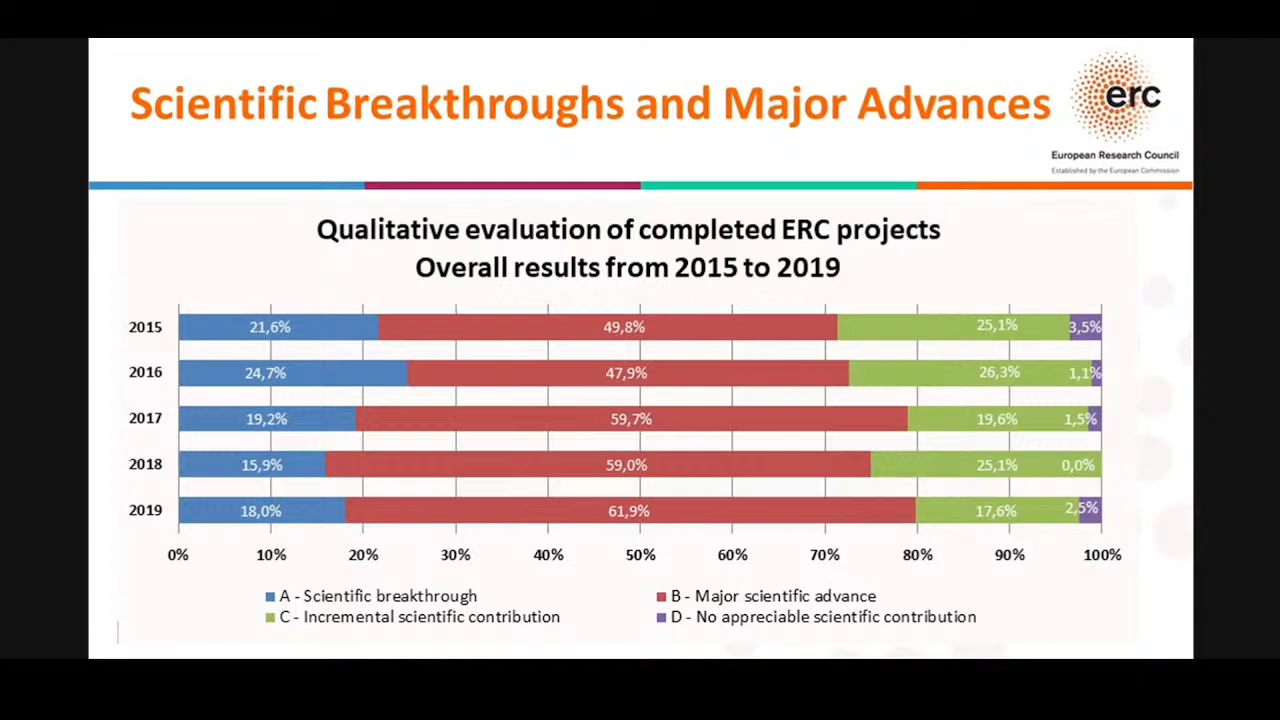 Scientific Breakthroughs and Major Advances
erc
European Research Council
Established by the European Commission
Qualitative evaluation of completed ERC projects
Overall results from 2015 to 2019
2015 21,6% 49,8% 25,1% 3,5%
2016 24,7% 47,9% 26,3% 1,1%
2017 19,2% 59,7% 19,6% 1,5%
2018 15,9% 59,0% 25,1% 0,0%
2019 18,0% 61,9% 17,6% 2,5%
0% 10% 20% 30% 40% 50% 60% 70% 80% 90% 100%
A - Scientific breakthrough B - Major scientific advance
C - Incremental scientific contribution D - No appreciable scientific contribution